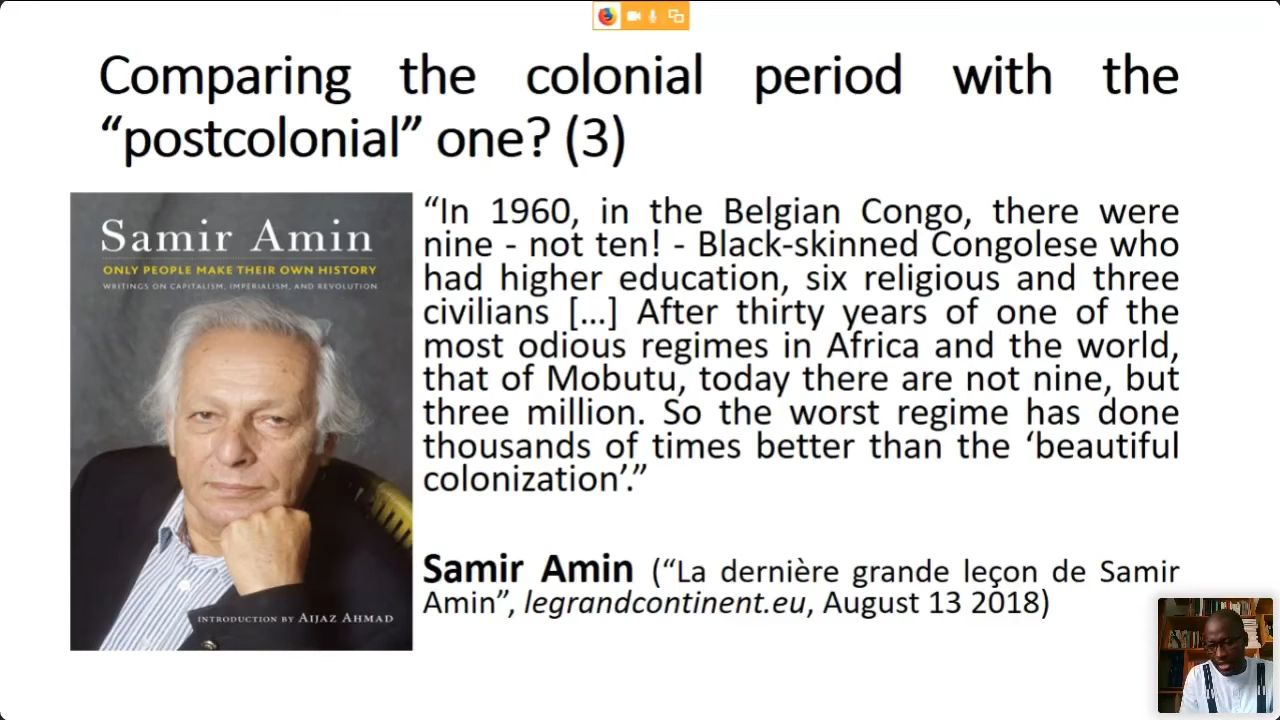 Comparing the colonial period with the
“postcolonial” one? (3)
Samir Amin
ONLY PEOPLE MAKE THEIR OWN HISTORY
WRITINGS ON CAPITALISM, IMPERIALISM, AND REVOLUTION
INTRODUCTION BY AIJAZ AHMAD
“In 1960, in the Belgian Congo, there were
nine - not ten! - Black-skinned Congolese who
had higher education, six religious and three
civilians [...] After thirty years of one of the
most odious regimes in Africa and the world,
that of Mobutu, today there are not nine, but
three million. So the worst regime has done
thousands of times better than the ‘beautiful
colonization’.”
Samir Amin (“La dernière grande leçon de Samir
Amin”, legrandcontinent.eu, August 13 2018)